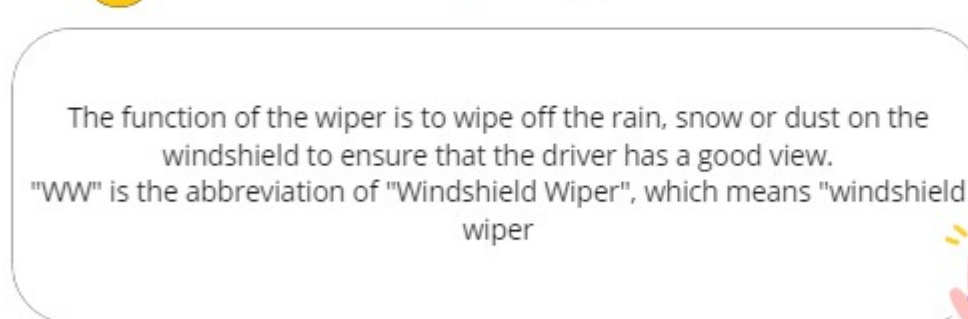 The function of the wiper is to wipe off the rain, snow or dust on the
windshield to ensure that the driver has a good view.
"WW" is the abbreviation of "Windshield Wiper", which means "windshield
wiper